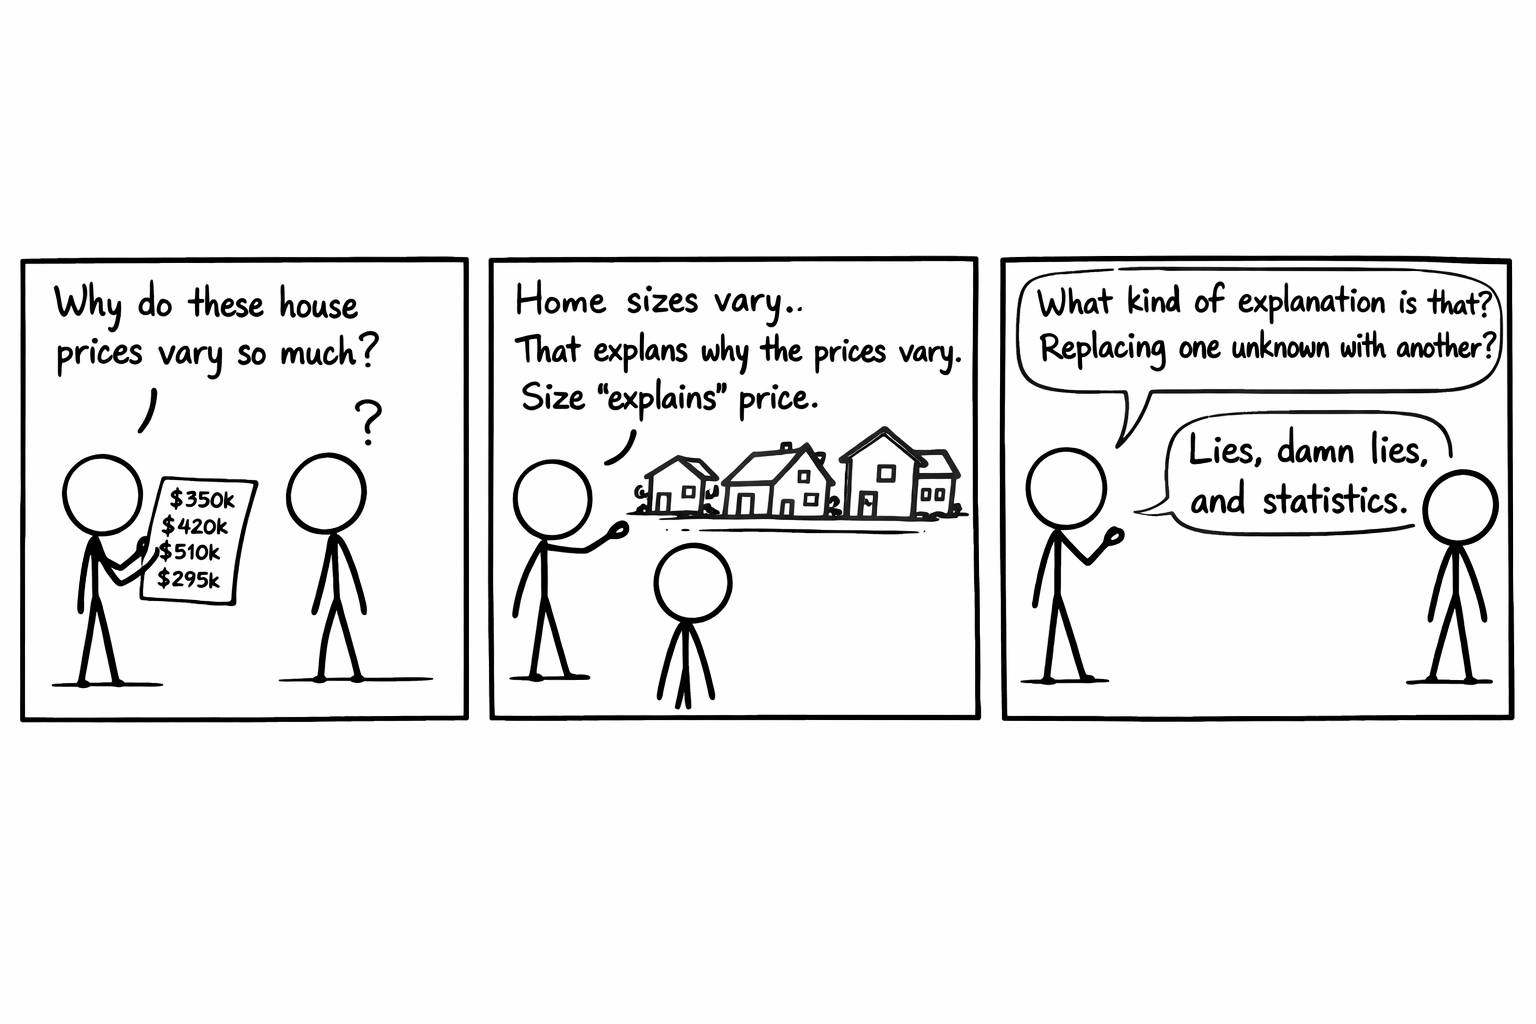 Why do these house
prices vary so much?
?
$350k
$420k
$510k
$295k
Home sizes vary..
That explans why the prices vary.
Size “explains” price.
What kind of explanation is that?
Replacing one unknown with another?
Lies, damn lies,
and statistics.